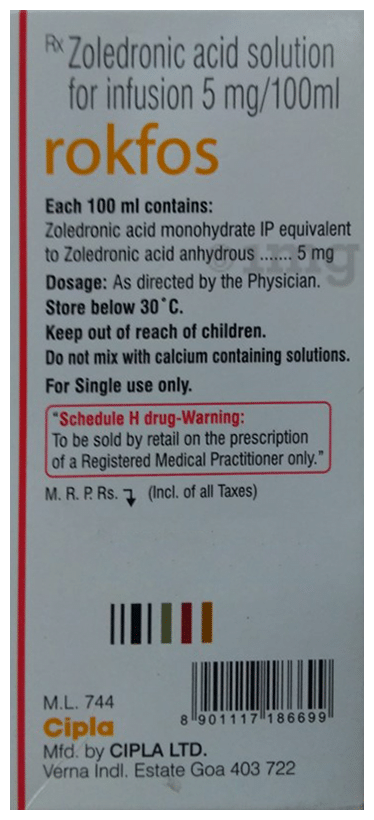 Rx Zoledronic acid solution
for infusion 5 mg/100ml
rokfos
Each 100 ml contains:
Zoledronic acid monohydrate IP equivalent
to Zoledronic acid anhydrous ....... 5 mg
Dosage: As directed by the Physician.
Store below 30˚C.
Keep out of reach of children.
Do not mix with calcium containing solutions.
For Single use only.
"Schedule H drug-Warning:
To be sold by retail on the prescription
of a Registered Medical Practitioner only."
M. R. P. Rs. (Incl. of all Taxes)
8 901117 186699
M.L. 744
Cipla
Mfd. by CIPLA LTD.
Verna Indl. Estate Goa 403 722